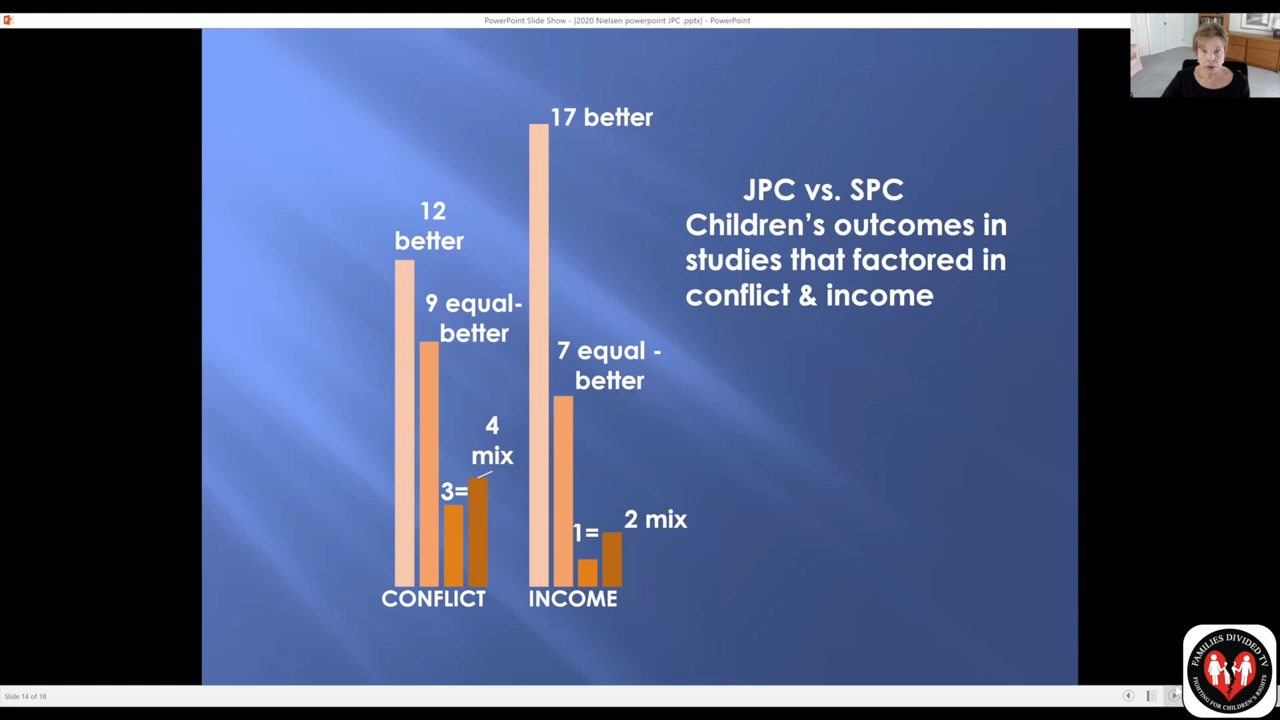 PowerPoint Slide Show - [2020 Nielsen powerpoint JPC .pptx] - PowerPoint
17 better
12
better
9 equal-
better
7 equal -
better
4
mix
3=
1=
2 mix
CONFLICT
INCOME
JPC vs. SPC
Children's outcomes in
studies that factored in
conflict & income
Slide 14 of 18
FAMILIES DIVIDED TV
FIGHTING FOR CHILDREN'S RIGHTS